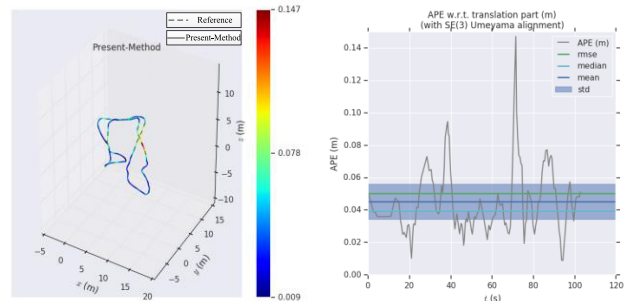 Reference
Present-Method
Present-Method
0.147
0.078
0.009
15
10
5
0
−5
−10
z (m)
−5
0
5
10
15
20
x (m)
−5
0
5
10
15
y (m)
APE w.r.t. translation part (m)
(with SE(3) Umeyama alignment)
APE (m)
rmse
median
mean
std
APE (m)
0.14
0.12
0.10
0.08
0.06
0.04
0.02
0.00
0
20
40
60
80
100
120
t (s)